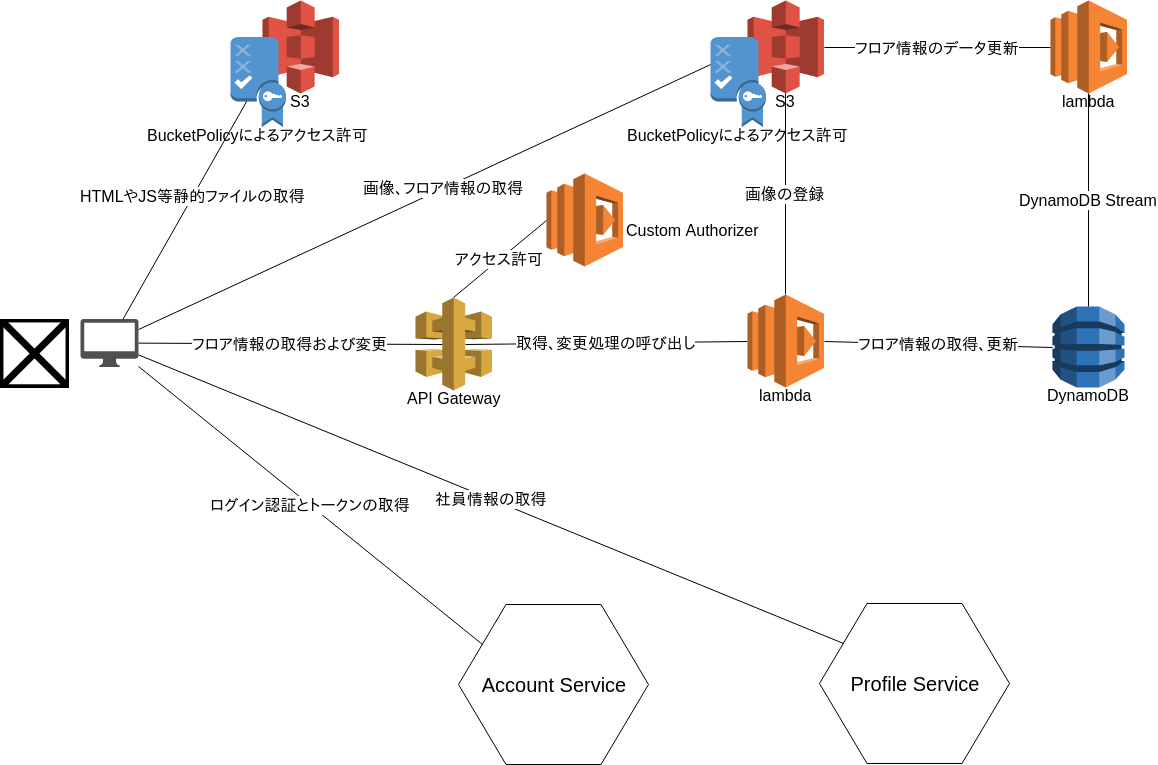 S3
BucketPolicyによるアクセス許可
HTMLやJS等静的ファイルの取得
S3
BucketPolicyによるアクセス許可
フロア情報のデータ更新
lambda
画像、フロア情報の取得
画像の登録
DynamoDB Stream
Custom Authorizer
アクセス許可
フロア情報の取得および変更
API Gateway
取得、変更処理の呼び出し
lambda
フロア情報の取得、更新
DynamoDB
ログイン認証とトークンの取得
社員情報の取得
Account Service
Profile Service